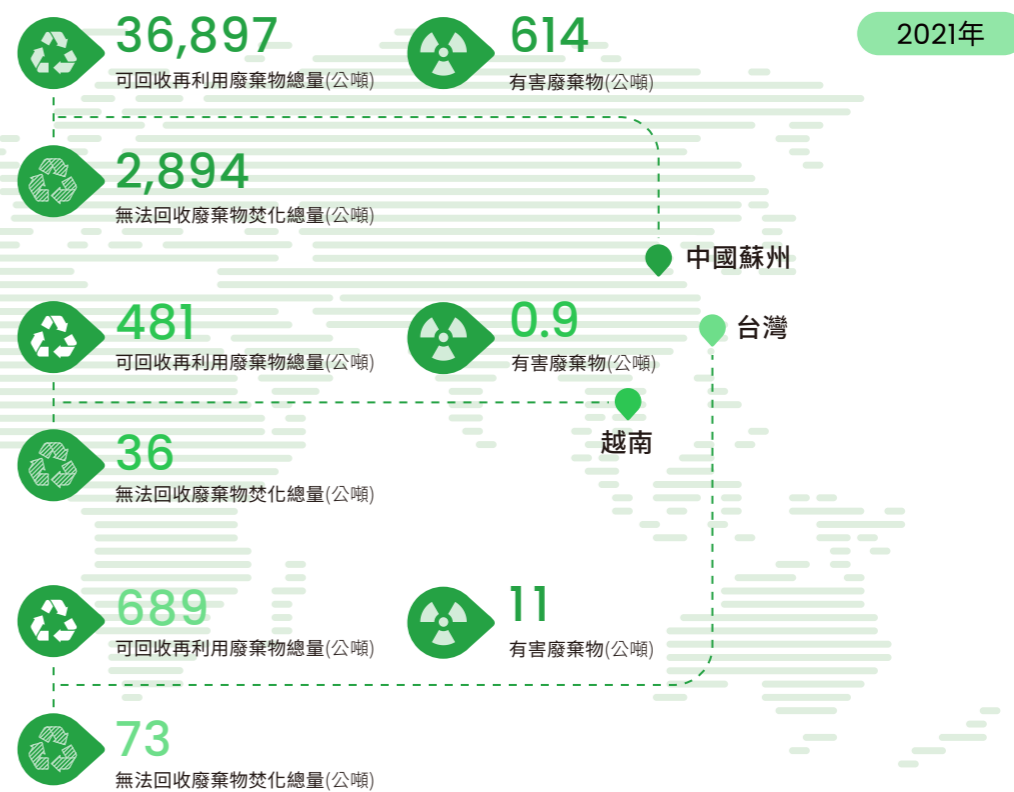 2021年
36,897
可回收再利用廢棄物總量(公噸)
614
有害廢棄物(公噸)
2,894
無法回收廢棄物焚化總量(公噸)
中國蘇州
481
可回收再利用廢棄物總量(公噸)
0.9
有害廢棄物(公噸)
台灣
越南
36
無法回收廢棄物焚化總量(公噸)
689
可回收再利用廢棄物總量(公噸)
11
有害廢棄物(公噸)
73
無法回收廢棄物焚化總量(公噸)